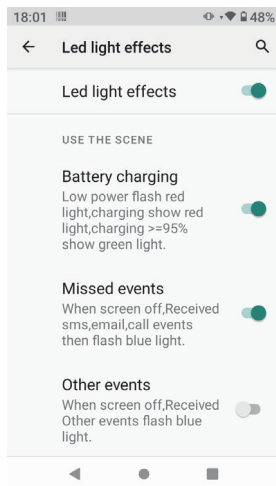 18:01 48%
Led light effects
Led light effects
USE THE SCENE
Battery charging
Low power flash red
light,charging show red
light,charging >=95%
show green light.
Missed events
When screen off,Received
sms,email,call events
then flash blue light.
Other events
When screen off,Received
Other events flash blue
light.